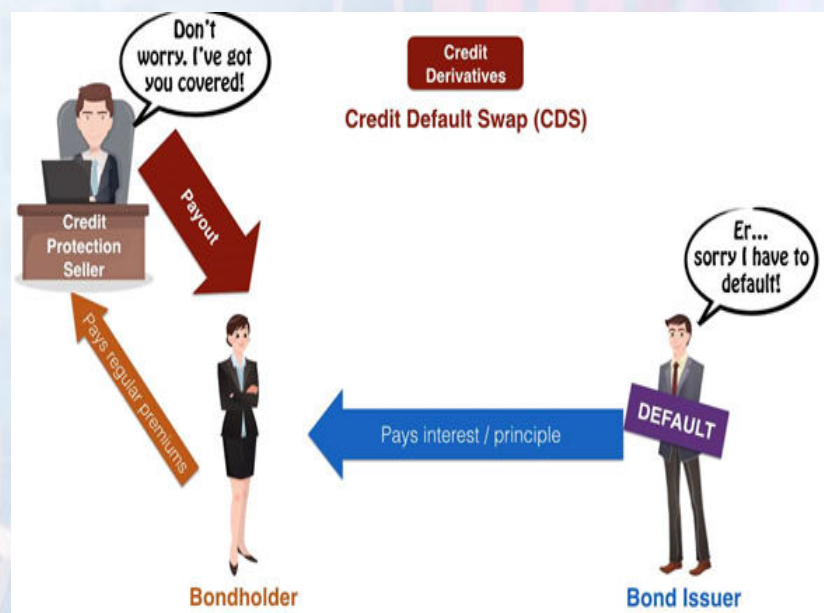 Don't
worry. I've got
you covered!
Credit
Derivatives
Credit Default Swap (CDS)
Credit
Protection
Seller
Payout
Er...
sorry I have to
default!
Pays regular premiums
Pays interest / principle
DEFAULT
Bondholder
Bond Issuer